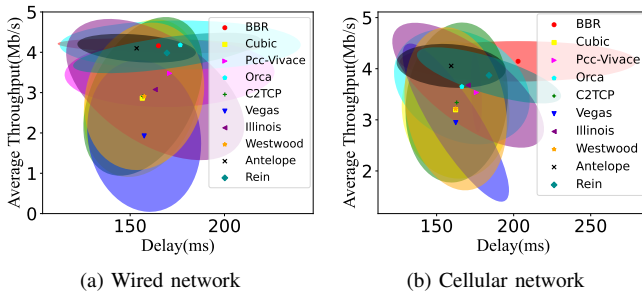 Average Throughput(Mb/s)
5
4
3
2
1
0
150
200
Delay(ms)
BBR
Cubic
Pcc-Vivace
Orca
C2TCP
Vegas
Illinois
Westwood
Antelope
Rein
(a) Wired network
Average Throughput(Mb/s)
5
4
3
2
150
200
250
Delay(ms)
BBR
Cubic
Pcc-Vivace
Orca
C2TCP
Vegas
Illinois
Westwood
Antelope
Rein
(b) Cellular network